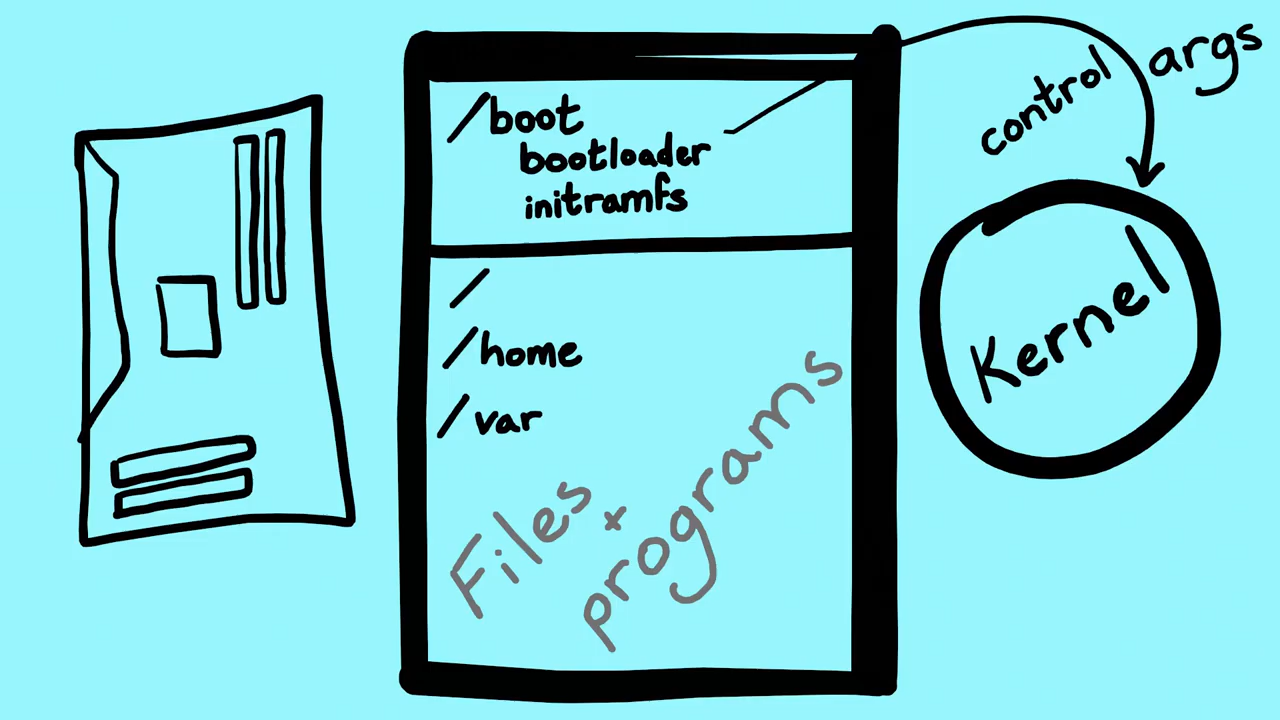 /boot
bootloader
initramfs
/
/home
/var
Files +
programs
control
args
Kernel